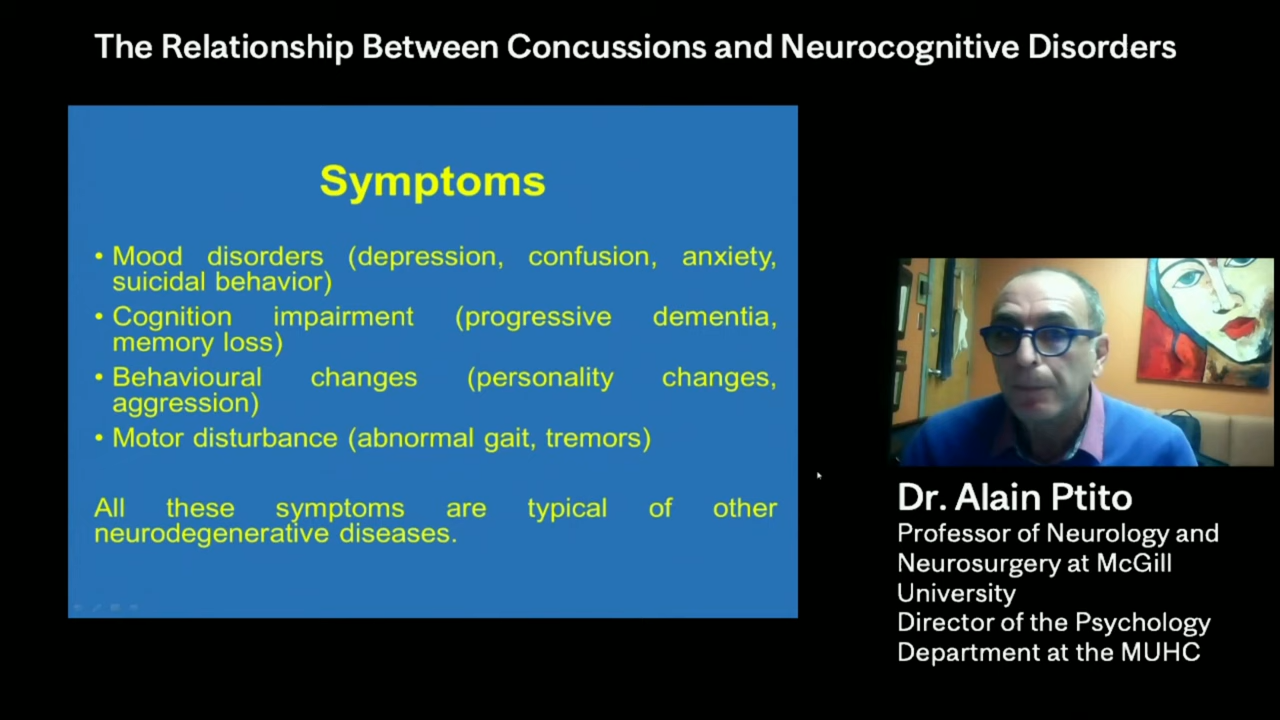 The Relationship Between Concussions and Neurocognitive Disorders
Symptoms
• Mood disorders (depression, confusion, anxiety,
suicidal behavior)
• Cognition impairment (progressive dementia,
memory loss)
• Behavioural changes (personality changes,
aggression)
• Motor disturbance (abnormal gait, tremors)
All these symptoms are typical of other
neurodegenerative diseases.
Dr. Alain Ptito
Professor of Neurology and
Neurosurgery at McGill
University
Director of the Psychology
Department at the MUHC